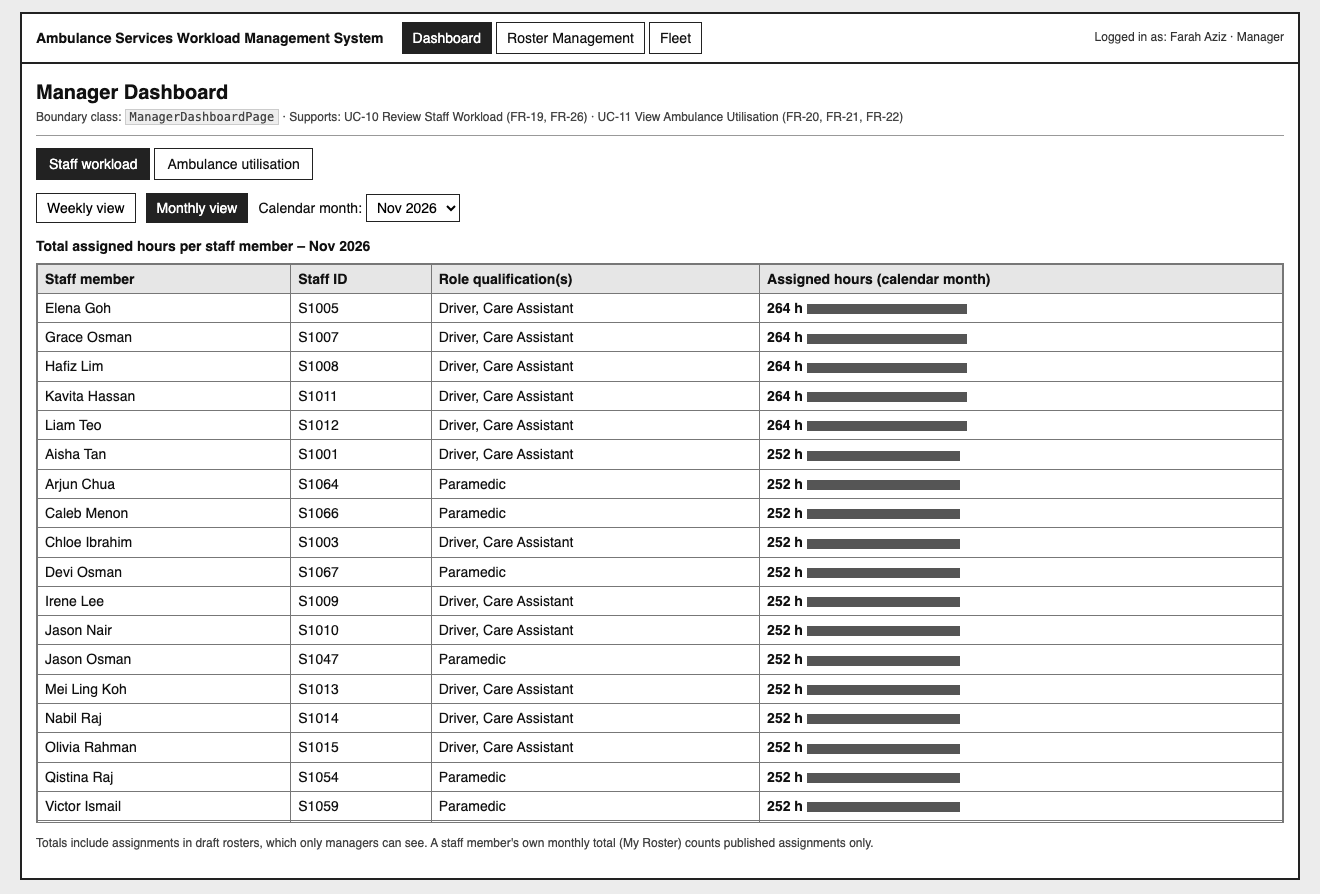 Ambulance Services Workload Management System Dashboard Roster Management Fleet Logged in as: Farah Aziz · Manager
Manager Dashboard
Boundary class: ManagerDashboardPage · Supports: UC-10 Review Staff Workload (FR-19, FR-26) · UC-11 View Ambulance Utilisation (FR-20, FR-21, FR-22)
Staff workload Ambulance utilisation
Weekly view Monthly view Calendar month: Nov 2026
Total assigned hours per staff member – Nov 2026
Staff member Staff ID Role qualification(s) Assigned hours (calendar month)
Elena Goh S1005 Driver, Care Assistant 264 h
Grace Osman S1007 Driver, Care Assistant 264 h
Hafiz Lim S1008 Driver, Care Assistant 264 h
Kavita Hassan S1011 Driver, Care Assistant 264 h
Liam Teo S1012 Driver, Care Assistant 264 h
Aisha Tan S1001 Driver, Care Assistant 252 h
Arjun Chua S1064 Paramedic 252 h
Caleb Menon S1066 Paramedic 252 h
Chloe Ibrahim S1003 Driver, Care Assistant 252 h
Devi Osman S1067 Paramedic 252 h
Irene Lee S1009 Driver, Care Assistant 252 h
Jason Nair S1010 Driver, Care Assistant 252 h
Jason Osman S1047 Paramedic 252 h
Mei Ling Koh S1013 Driver, Care Assistant 252 h
Nabil Raj S1014 Driver, Care Assistant 252 h
Olivia Rahman S1015 Driver, Care Assistant 252 h
Qistina Raj S1054 Paramedic 252 h
Victor Ismail S1059 Paramedic 252 h
Totals include assignments in draft rosters, which only managers can see. A staff member's own monthly total (My Roster) counts published assignments only.